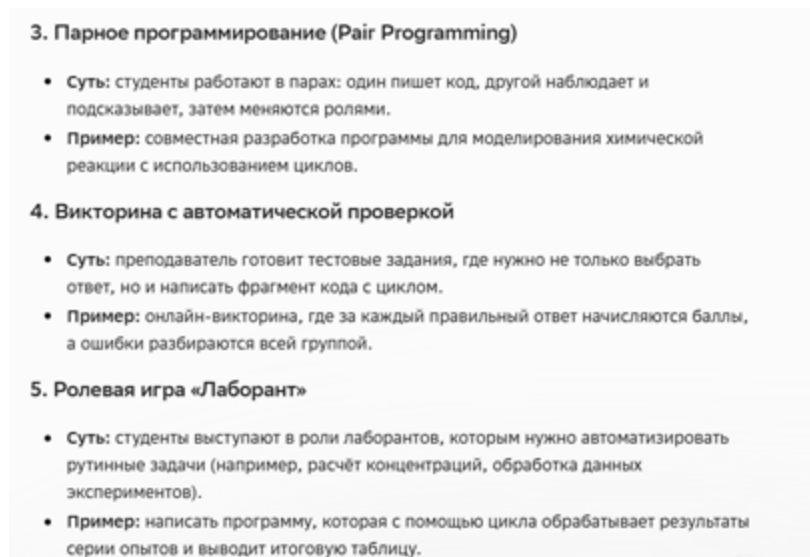 3. Парное программирование (Pair Programming)
• Суть: студенты работают в парах: один пишет код, другой наблюдает и
подсказывает, затем меняются ролями.
• Пример: совместная разработка программы для моделирования химической
реакции с использованием циклов.
4. Викторина с автоматической проверкой
• Суть: преподаватель готовит тестовые задания, где нужно не только выбрать
ответ, но и написать фрагмент кода с циклом.
• Пример: онлайн-викторина, где за каждый правильный ответ начисляются баллы,
а ошибки разбираются всей группой.
5. Ролевая игра «Лаборант»
• Суть: студенты выступают в роли лаборантов, которым нужно автоматизировать
рутинные задачи (например, расчёт концентраций, обработка данных
экспериментов).
• Пример: написать программу, которая с помощью цикла обрабатывает результаты
серии опытов и выводит итоговую таблицу.